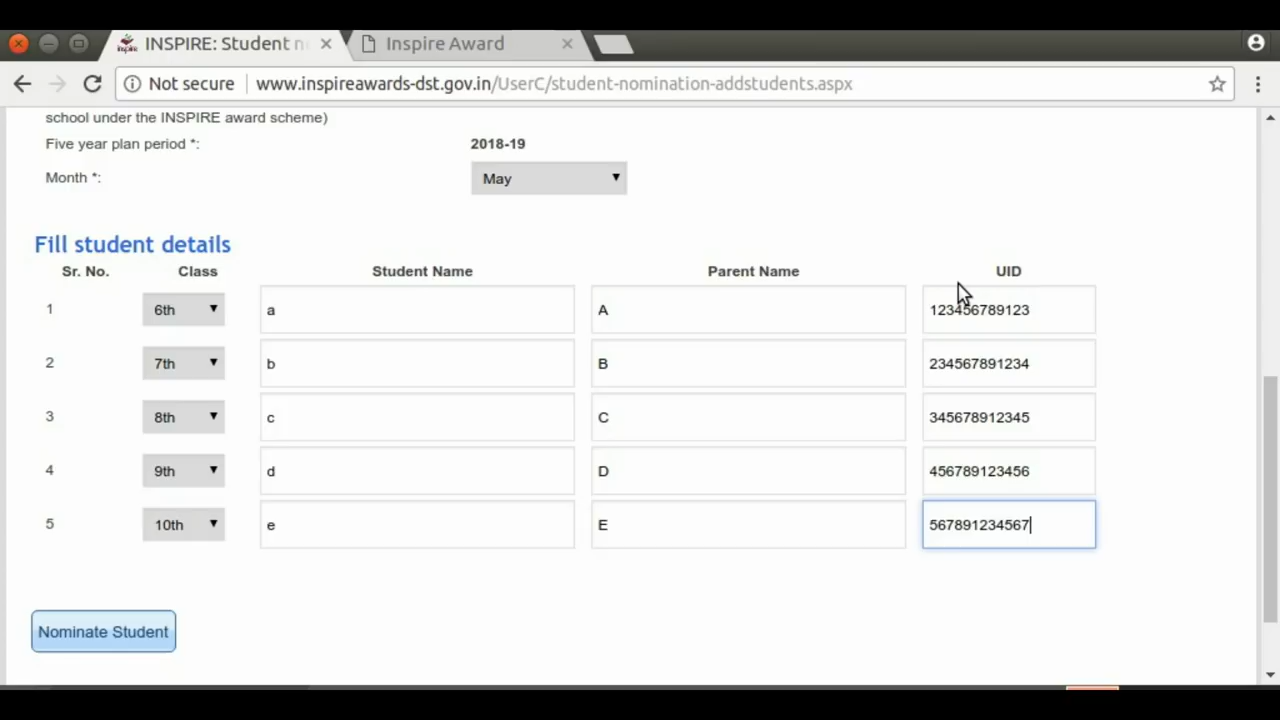 INSPIRE: Student n
Inspire Award
Not secure www.inspireawards-dst.gov.in/UserC/student-nomination-addstudents.aspx
school under the INSPIRE award scheme)
Five year plan period *: 2018-19
Month *: May
Fill student details
Sr. No. Class Student Name Parent Name UID
1 6th a A 123456789123
2 7th b B 234567891234
3 8th c C 345678912345
4 9th d D 456789123456
5 10th e E 567891234567
Nominate Student